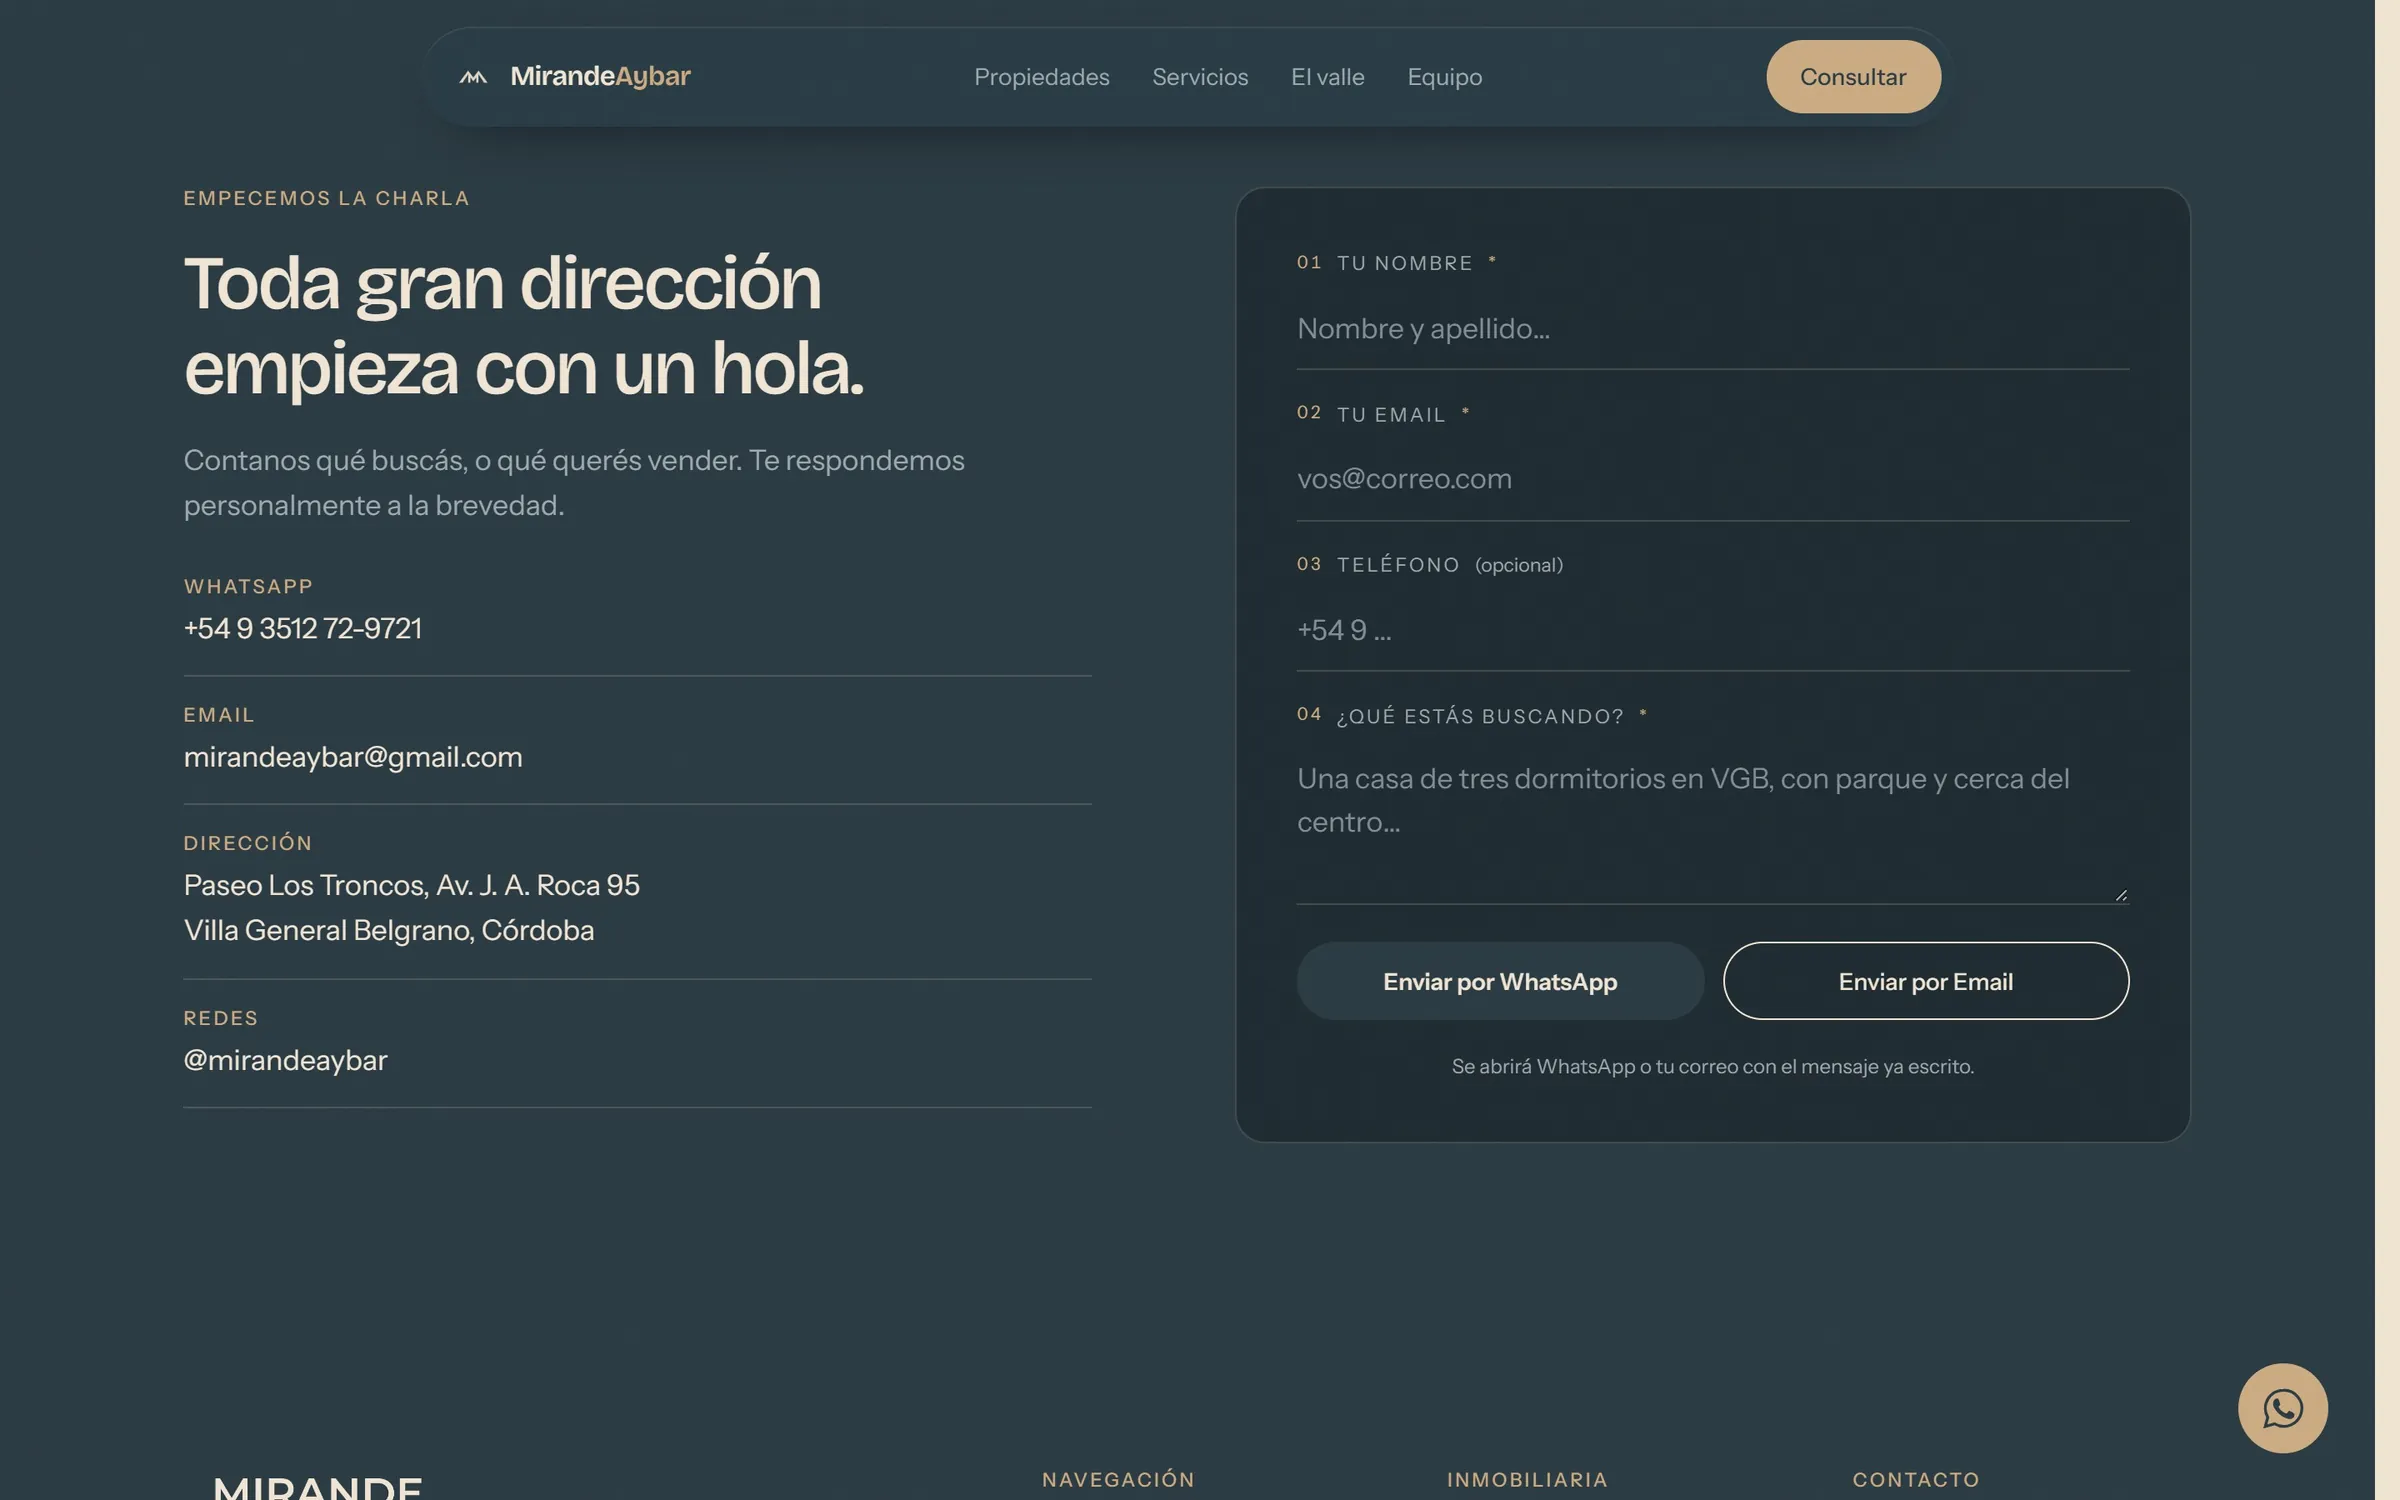 MirandeAybar
Propiedades
Servicios
El valle
Equipo
Consultar
EMPECEMOS LA CHARLA
Toda gran dirección
empieza con un hola.
Contanos qué buscás, o qué querés vender. Te respondemos
personalmente a la brevedad.
WHATSAPP
+54 9 3512 72-9721
EMAIL
mirandeaybar@gmail.com
DIRECCIÓN
Paseo Los Troncos, Av. J. A. Roca 95
Villa General Belgrano, Córdoba
REDES
@mirandeaybar
01 TU NOMBRE *
Nombre y apellido...
02 TU EMAIL *
vos@correo.com
03 TELÉFONO (opcional)
+54 9 ...
04 ¿QUÉ ESTÁS BUSCANDO? *
Una casa de tres dormitorios en VGB, con parque y cerca del
centro...
Enviar por WhatsApp
Enviar por Email
Se abrirá WhatsApp o tu correo con el mensaje ya escrito.
MIRANDE
NAVEGACIÓN
INMOBILIARIA
CONTACTO